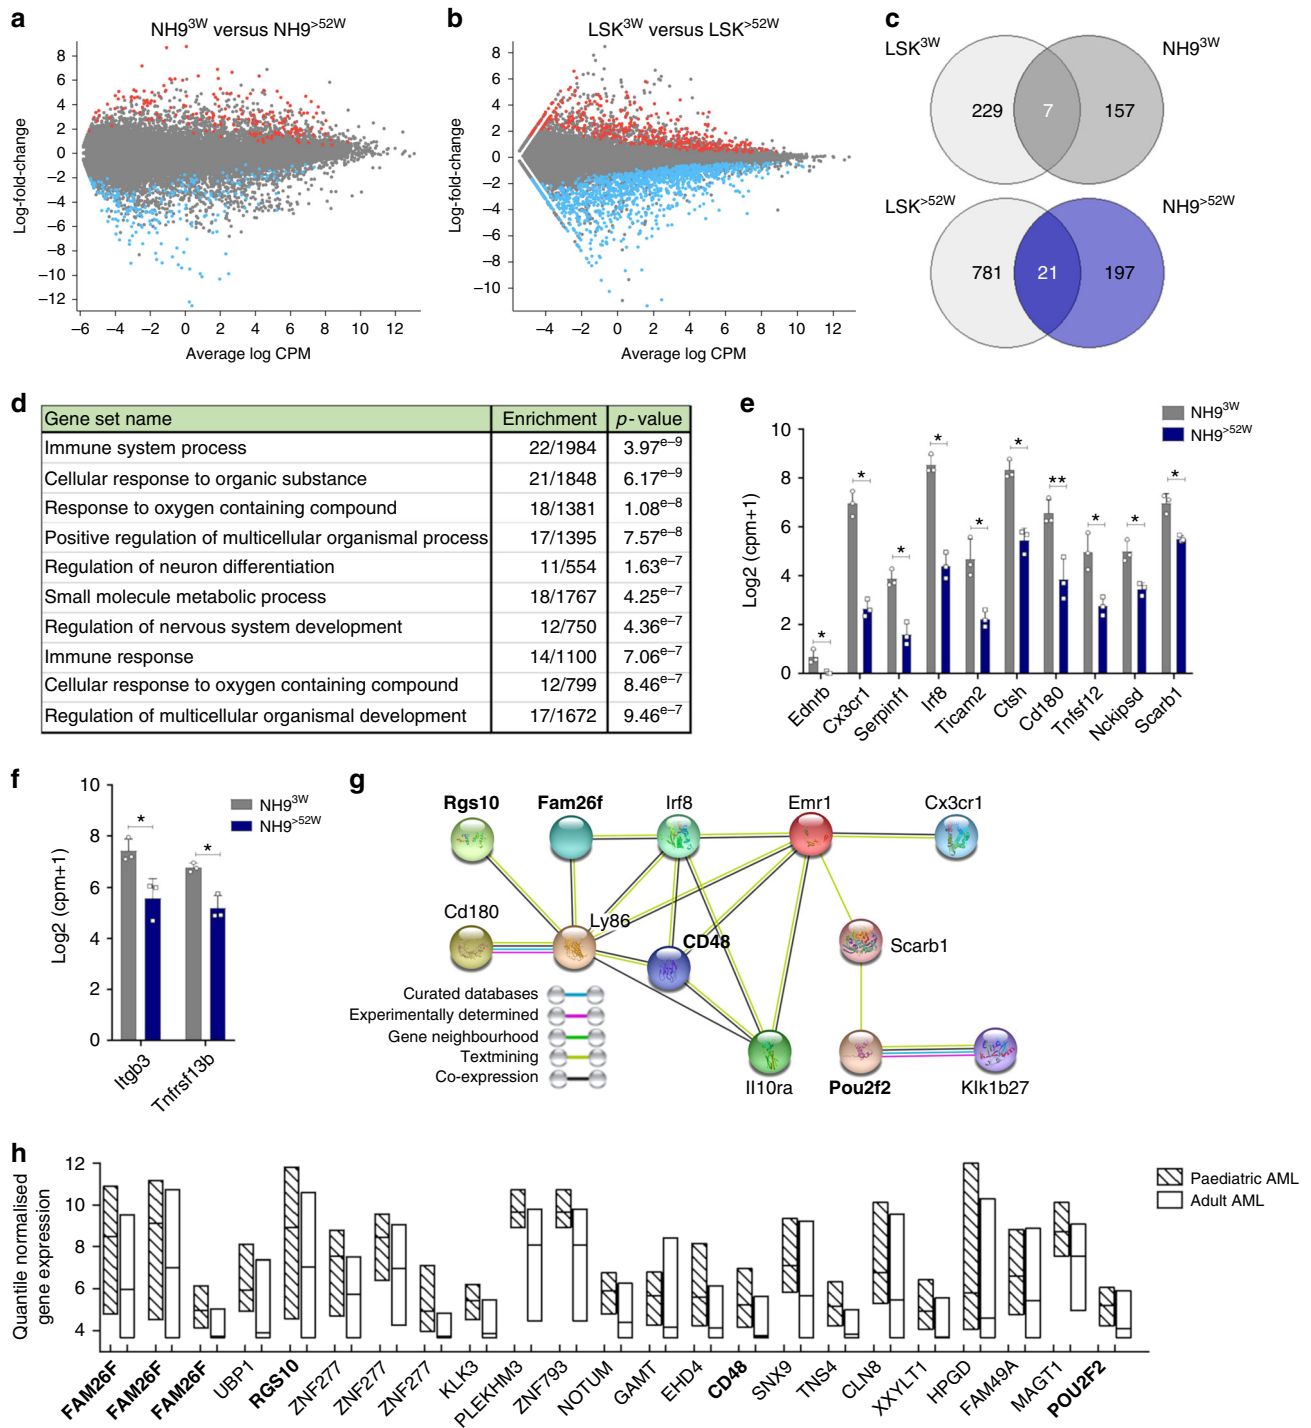 a
NH9^3W versus NH9^>52W
Log-fold-change
8
6
4
2
0
−2
−4
−6
−8
−10
−12
−6 −4 −2 0 2 4 6 8 10 12
Average log CPM
b
LSK^3W versus LSK^>52W
Log-fold-change
8
6
4
2
0
−2
−4
−6
−8
−10
−4 −2 0 2 4 6 8 10 12
Average log CPM
c
LSK^3W NH9^3W
229 7 157
LSK^>52W NH9^>52W
781 21 197
d
Gene set name Enrichment p-value
Immune system process 22/1984 3.97^e−9
Cellular response to organic substance 21/1848 6.17^e−9
Response to oxygen containing compound 18/1381 1.08^e−8
Positive regulation of multicellular organismal process 17/1395 7.57^e−8
Regulation of neuron differentiation 11/554 1.63^e−7
Small molecule metabolic process 18/1767 4.25^e−7
Regulation of nervous system development 12/750 4.36^e−7
Immune response 14/1100 7.06^e−7
Cellular response to oxygen containing compound 12/799 8.46^e−7
Regulation of multicellular organismal development 17/1672 9.46^e−7
e
NH9^3W
NH9^>52W
Log2 (cpm+1)
10
8
6
4
2
0
* * * * * * ** * * *
Ednrb Cx3cr1 Serpinf1 Irf8 Ticam2 Ctsh Cd180 Tnfsf12 Nckipsd Scarb1
f
NH9^3W
NH9^>52W
Log2 (cpm+1)
10
8
6
4
2
0
* *
Itgb3 Tnfrsf13b
g
Rgs10 Fam26f Irf8 Emr1 Cx3cr1
Cd180 Ly86 CD48 Scarb1
Il10ra Pou2f2 Klk1b27
Curated databases
Experimentally determined
Gene neighbourhood
Textmining
Co-expression
h
Quantile normalised
gene expression
12
10
8
6
4
Paediatric AML
Adult AML
FAM26F FAM26F FAM26F UBP1 RGS10 ZNF277 ZNF277 ZNF277 KLK3 PLEKHM3 ZNF793 NOTUM GAMT EHD4 CD48 SNX9 TNS4 CLN8 XXYLT1 HPGD FAM49A MAGT1 POU2F2